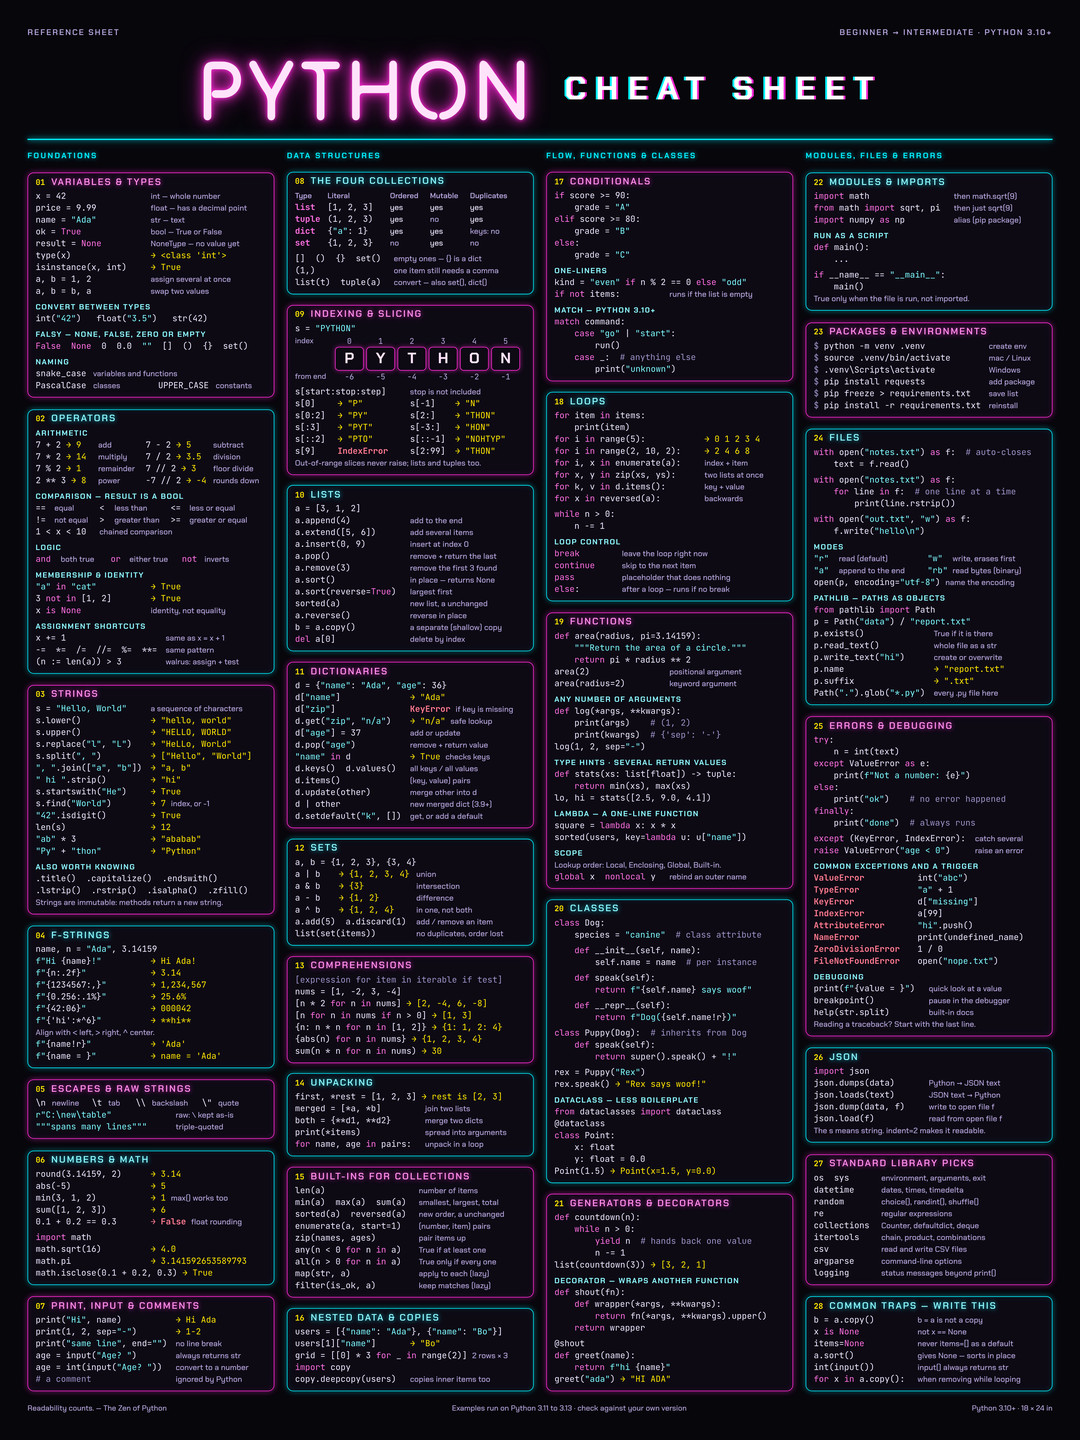 REFERENCE SHEET
BEGINNER → INTERMEDIATE · PYTHON 3.10+
PYTHON CHEAT SHEET
FOUNDATIONS
01 VARIABLES & TYPES
x = 42 int — whole number
price = 9.99 float — has a decimal point
name = "Ada" str — text
ok = True bool — True or False
result = None NoneType — no value yet
type(x) → <class 'int'>
isinstance(x, int) → True
a, b = 1, 2 assign several at once
a, b = b, a swap two values
CONVERT BETWEEN TYPES
int("42") float("3.5") str(42)
FALSY — NONE, FALSE, ZERO OR EMPTY
False None 0 0.0 "" [] () {} set()
NAMING
snake_case variables and functions
PascalCase classes UPPER_CASE constants
02 OPERATORS
ARITHMETIC
7 + 2 → 9 add 7 - 2 → 5 subtract
7 * 2 → 14 multiply 7 / 2 → 3.5 division
7 % 2 → 1 remainder 7 // 2 → 3 floor divide
2 ** 3 → 8 power -7 // 2 → -4 rounds down
COMPARISON — RESULT IS A BOOL
== equal < less than <= less or equal
!= not equal > greater than >= greater or equal
1 < x < 10 chained comparison
LOGIC
and both true or either true not inverts
MEMBERSHIP & IDENTITY
"a" in "cat" → True
3 not in [1, 2] → True
x is None identity, not equality
ASSIGNMENT SHORTCUTS
x += 1 same as x = x + 1
-= *= /= //= %= **= same pattern
(n := len(a)) > 3 walrus: assign + test
03 STRINGS
s = "Hello, World" a sequence of characters
s.lower() → "hello, world"
s.upper() → "HELLO, WORLD"
s.replace("l", "L") → "HeLLo, WorLd"
s.split(", ") → ["Hello", "World"]
", ".join(["a", "b"]) → "a, b"
" hi ".strip() → "hi"
s.startswith("He") → True
s.find("World") → 7 index, or -1
"42".isdigit() → True
len(s) → 12
"ab" * 3 → "ababab"
"Py" + "thon" → "Python"
ALSO WORTH KNOWING
.title() .capitalize() .endswith()
.lstrip() .rstrip() .isalpha() .zfill()
Strings are immutable: methods return a new string.
04 F-STRINGS
name, n = "Ada", 3.14159
f"Hi {name}!" → Hi Ada!
f"{n:.2f}" → 3.14
f"{1234567:,}" → 1,234,567
f"{0.256:.1%}" → 25.6%
f"{42:06}" → 000042
f"{'hi':*^6}" → **hi**
Align with < left, > right, ^ center.
f"{name!r}" → 'Ada'
f"{name = }" → name = 'Ada'
05 ESCAPES & RAW STRINGS
\n newline \t tab \\ backslash \" quote
r"C:\new\table" raw: \ kept as-is
"""spans many lines""" triple-quoted
06 NUMBERS & MATH
round(3.14159, 2) → 3.14
abs(-5) → 5
min(3, 1, 2) → 1 max() works too
sum([1, 2, 3]) → 6
0.1 + 0.2 == 0.3 → False float rounding
import math
math.sqrt(16) → 4.0
math.pi → 3.141592653589793
math.isclose(0.1 + 0.2, 0.3) → True
07 PRINT, INPUT & COMMENTS
print("Hi", name) → Hi Ada
print(1, 2, sep="-") → 1-2
print("same line", end="") no line break
age = input("Age? ") always returns str
age = int(input("Age? ")) convert to a number
# a comment ignored by Python
DATA STRUCTURES
08 THE FOUR COLLECTIONS
Type Literal Ordered Mutable Duplicates
list [1, 2, 3] yes yes yes
tuple (1, 2, 3) yes no yes
dict {"a": 1} yes yes keys: no
set {1, 2, 3} no yes no
[] () {} set() empty ones — {} is a dict
(1,) one item still needs a comma
list(t) tuple(a) convert — also set(), dict()
09 INDEXING & SLICING
s = "PYTHON"
index 0 1 2 3 4 5
P Y T H O N
from end -6 -5 -4 -3 -2 -1
s[start:stop:step] stop is not included
s[0] → "P" s[-1] → "N"
s[0:2] → "PY" s[2:] → "THON"
s[:3] → "PYT" s[-3:] → "HON"
s[::2] → "PTO" s[::-1] → "NOHTYP"
s[9] IndexError s[2:99] → "THON"
Out-of-range slices never raise; lists and tuples too.
10 LISTS
a = [3, 1, 2]
a.append(4) add to the end
a.extend([5, 6]) add several items
a.insert(0, 9) insert at index 0
a.pop() remove + return the last
a.remove(3) remove the first 3 found
a.sort() in place — returns None
a.sort(reverse=True) largest first
sorted(a) new list, a unchanged
a.reverse() reverse in place
b = a.copy() a separate (shallow) copy
del a[0] delete by index
11 DICTIONARIES
d = {"name": "Ada", "age": 36}
d["name"] → "Ada"
d["zip"] KeyError if key is missing
d.get("zip", "n/a") → "n/a" safe lookup
d["age"] = 37 add or update
d.pop("age") remove + return value
"name" in d → True checks keys
d.keys() d.values() all keys / all values
d.items() (key, value) pairs
d.update(other) merge other into d
d | other new merged dict (3.9+)
d.setdefault("k", []) get, or add a default
12 SETS
a, b = {1, 2, 3}, {3, 4}
a | b → {1, 2, 3, 4} union
a & b → {3} intersection
a - b → {1, 2} difference
a ^ b → {1, 2, 4} in one, not both
a.add(5) a.discard(1) add / remove an item
list(set(items)) no duplicates, order lost
13 COMPREHENSIONS
[expression for item in iterable if test]
nums = [1, -2, 3, -4]
[n * 2 for n in nums] → [2, -4, 6, -8]
[n for n in nums if n > 0] → [1, 3]
{n: n * n for n in [1, 2]} → {1: 1, 2: 4}
{abs(n) for n in nums} → {1, 2, 3, 4}
sum(n * n for n in nums) → 30
14 UNPACKING
first, *rest = [1, 2, 3] → rest is [2, 3]
merged = [*a, *b] join two lists
both = {**d1, **d2} merge two dicts
print(*items) spread into arguments
for name, age in pairs: unpack in a loop
15 BUILT-INS FOR COLLECTIONS
len(a) number of items
min(a) max(a) sum(a) smallest, largest, total
sorted(a) reversed(a) new order, a unchanged
enumerate(a, start=1) (number, item) pairs
zip(names, ages) pair items up
any(n < 0 for n in a) True if at least one
all(n > 0 for n in a) True only if every one
map(str, a) apply to each (lazy)
filter(is_ok, a) keep matches (lazy)
16 NESTED DATA & COPIES
users = [{"name": "Ada"}, {"name": "Bo"}]
users[1]["name"] → "Bo"
grid = [[0] * 3 for _ in range(2)] 2 rows × 3
import copy
copy.deepcopy(users) copies inner items too
FLOW, FUNCTIONS & CLASSES
17 CONDITIONALS
if score >= 90:
grade = "A"
elif score >= 80:
grade = "B"
else:
grade = "C"
ONE-LINERS
kind = "even" if n % 2 == 0 else "odd"
if not items: runs if the list is empty
MATCH — PYTHON 3.10+
match command:
case "go" | "start":
run()
case _: # anything else
print("unknown")
18 LOOPS
for item in items:
print(item)
for i in range(5): → 0 1 2 3 4
for i in range(2, 10, 2): → 2 4 6 8
for i, x in enumerate(a): index + item
for x, y in zip(xs, ys): two lists at once
for k, v in d.items(): key + value
for x in reversed(a): backwards
while n > 0:
n -= 1
LOOP CONTROL
break leave the loop right now
continue skip to the next item
pass placeholder that does nothing
else: after a loop — runs if no break
19 FUNCTIONS
def area(radius, pi=3.14159):
"""Return the area of a circle."""
return pi * radius ** 2
area(2) positional argument
area(radius=2) keyword argument
ANY NUMBER OF ARGUMENTS
def log(*args, **kwargs):
print(args) # (1, 2)
print(kwargs) # {'sep': '-'}
log(1, 2, sep="-")
TYPE HINTS · SEVERAL RETURN VALUES
def stats(xs: list[float]) -> tuple:
return min(xs), max(xs)
lo, hi = stats([2.5, 9.0, 4.1])
LAMBDA — A ONE-LINE FUNCTION
square = lambda x: x * x
sorted(users, key=lambda u: u["name"])
SCOPE
Lookup order: Local, Enclosing, Global, Built-in.
global x nonlocal y rebind an outer name
20 CLASSES
class Dog:
species = "canine" # class attribute
def __init__(self, name):
self.name = name # per instance
def speak(self):
return f"{self.name} says woof"
def __repr__(self):
return f"Dog({self.name!r})"
class Puppy(Dog): # inherits from Dog
def speak(self):
return super().speak() + "!"
rex = Puppy("Rex")
rex.speak() → "Rex says woof!"
DATACLASS — LESS BOILERPLATE
from dataclasses import dataclass
@dataclass
class Point:
x: float
y: float = 0.0
Point(1.5) → Point(x=1.5, y=0.0)
21 GENERATORS & DECORATORS
def countdown(n):
while n > 0:
yield n # hands back one value
n -= 1
list(countdown(3)) → [3, 2, 1]
DECORATOR — WRAPS ANOTHER FUNCTION
def shout(fn):
def wrapper(*args, **kwargs):
return fn(*args, **kwargs).upper()
return wrapper
@shout
def greet(name):
return f"hi {name}"
greet("ada") → "HI ADA"
MODULES, FILES & ERRORS
22 MODULES & IMPORTS
import math then math.sqrt(9)
from math import sqrt, pi then just sqrt(9)
import numpy as np alias (pip package)
RUN AS A SCRIPT
def main():
...
if __name__ == "__main__":
main()
True only when the file is run, not imported.
23 PACKAGES & ENVIRONMENTS
$ python -m venv .venv create env
$ source .venv/bin/activate mac / Linux
$ .venv\Scripts\activate Windows
$ pip install requests add package
$ pip freeze > requirements.txt save list
$ pip install -r requirements.txt reinstall
24 FILES
with open("notes.txt") as f: # auto-closes
text = f.read()
with open("notes.txt") as f:
for line in f: # one line at a time
print(line.rstrip())
with open("out.txt", "w") as f:
f.write("hello\n")
MODES
"r" read (default) "w" write, erases first
"a" append to the end "rb" read bytes (binary)
open(p, encoding="utf-8") name the encoding
PATHLIB — PATHS AS OBJECTS
from pathlib import Path
p = Path("data") / "report.txt"
p.exists() True if it is there
p.read_text() whole file as a str
p.write_text("hi") create or overwrite
p.name → "report.txt"
p.suffix → ".txt"
Path(".").glob("*.py") every .py file here
25 ERRORS & DEBUGGING
try:
n = int(text)
except ValueError as e:
print(f"Not a number: {e}")
else:
print("ok") # no error happened
finally:
print("done") # always runs
except (KeyError, IndexError): catch several
raise ValueError("age < 0") raise an error
COMMON EXCEPTIONS AND A TRIGGER
ValueError int("abc")
TypeError "a" + 1
KeyError d["missing"]
IndexError a[99]
AttributeError "hi".push()
NameError print(undefined_name)
ZeroDivisionError 1 / 0
FileNotFoundError open("nope.txt")
DEBUGGING
print(f"{value = }") quick look at a value
breakpoint() pause in the debugger
help(str.split) built-in docs
Reading a traceback? Start with the last line.
26 JSON
import json
json.dumps(data) Python → JSON text
json.loads(text) JSON text → Python
json.dump(data, f) write to open file f
json.load(f) read from open file f
The s means string. indent=2 makes it readable.
27 STANDARD LIBRARY PICKS
os sys environment, arguments, exit
datetime dates, times, timedelta
random choice(), randint(), shuffle()
re regular expressions
collections Counter, defaultdict, deque
itertools chain, product, combinations
csv read and write CSV files
argparse command-line options
logging status messages beyond print()
28 COMMON TRAPS — WRITE THIS
b = a.copy() b = a is not a copy
x is None not x == None
items=None never items=[] as a default
a.sort() gives None — sorts in place
int(input()) input() always returns str
for x in a.copy(): when removing while looping
Readability counts. — The Zen of Python
Examples run on Python 3.11 to 3.13 · check against your own version
Python 3.10+ · 18 × 24 in